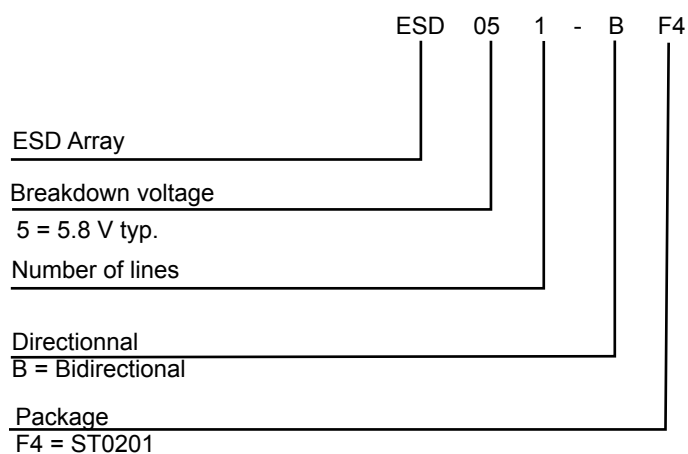 ESD 05 1 - B F4
ESD Array
Breakdown voltage
5 = 5.8 V typ.
Number of lines
Directionnal
B = Bidirectional
Package
F4 = ST0201